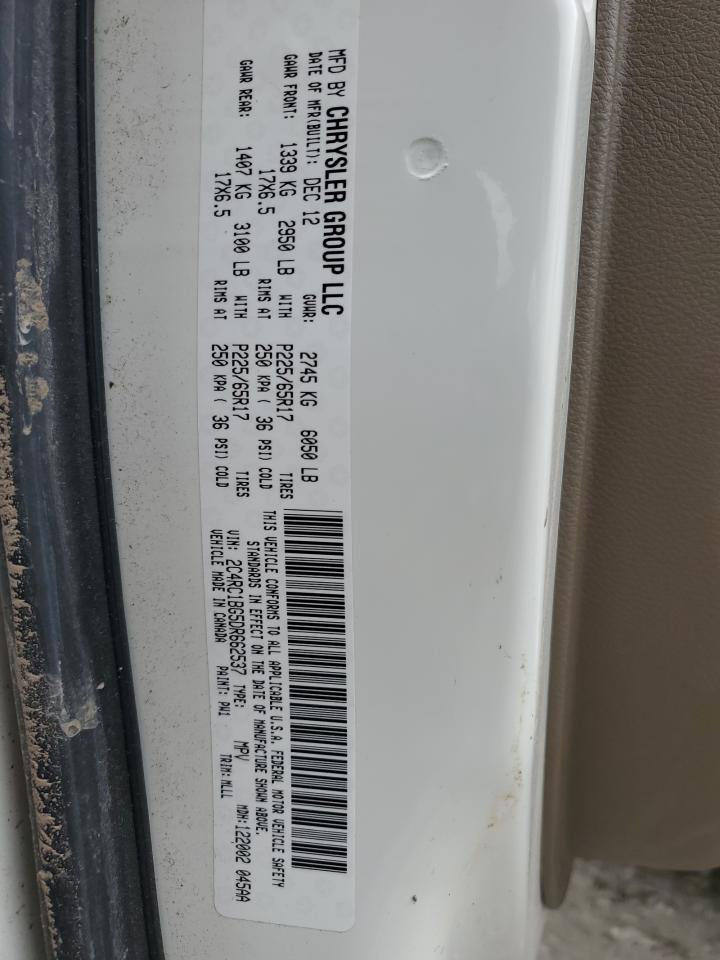 MFD BY CHRYSLER GROUP LLC
DATE OF MFR(BUILT): DEC 12 GVWR: 2745 KG 6050 LB
GAWR FRONT: 1339 KG 2950 LB WITH P225/65R17 TIRES
17X6.5 RIMS AT 250 KPA ( 36 PSI) COLD
GAWR REAR: 1407 KG 3100 LB WITH P225/65R17 TIRES
17X6.5 RIMS AT 250 KPA ( 36 PSI) COLD
THIS VEHICLE CONFORMS TO ALL APPLICABLE U.S.A. FEDERAL MOTOR VEHICLE SAFETY
STANDARDS IN EFFECT ON THE DATE OF MANUFACTURE SHOWN ABOVE.
VIN: 2C4RC1BG5DR662537 TYPE: MPV MDH:122002 045AA
VEHICLE MADE IN CANADA PAINT: PW1 TRIM:MLLL